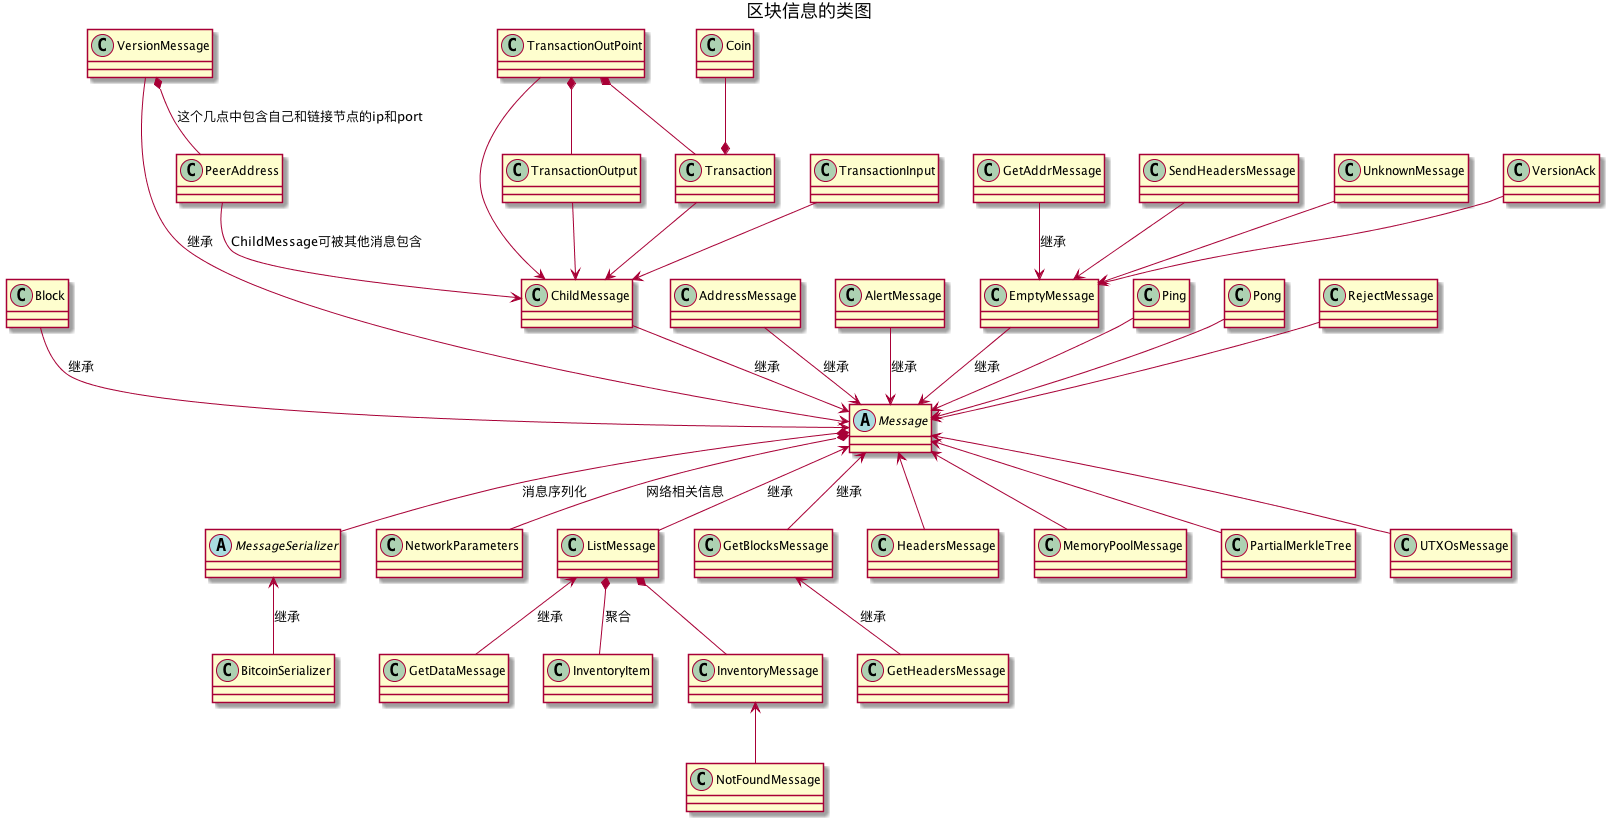 区块信息的类图
C VersionMessage
C TransactionOutPoint
C Coin
这个几点中包含自己和链接节点的ip和port
C PeerAddress
C TransactionOutput
C Transaction
C TransactionInput
C GetAddrMessage
C SendHeadersMessage
C UnknownMessage
C VersionAck
继承
ChildMessage可被其他消息包含
继承
C Block
C ChildMessage
C AddressMessage
C AlertMessage
C EmptyMessage
C Ping
C Pong
C RejectMessage
继承
继承
继承
继承
继承
A Message
消息序列化
网络相关信息
继承
继承
A MessageSerializer
C NetworkParameters
C ListMessage
C GetBlocksMessage
C HeadersMessage
C MemoryPoolMessage
C PartialMerkleTree
C UTXOsMessage
继承
继承
聚合
继承
C BitcoinSerializer
C GetDataMessage
C InventoryItem
C InventoryMessage
C GetHeadersMessage
C NotFoundMessage